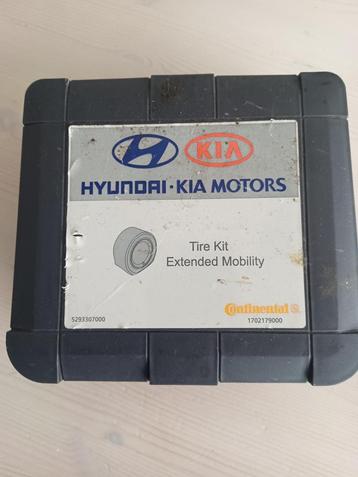 KIA
HYUNDAI · KIA MOTORS
Tire Kit
Extended Mobility
Continental
5293307000
1702179000